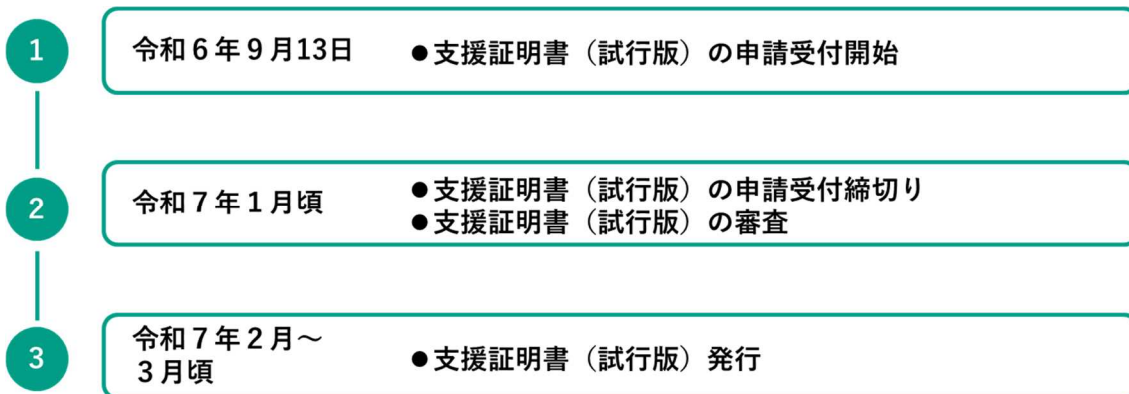 1
令和６年９月13日
●支援証明書（試行版）の申請受付開始
2
令和７年１月頃
●支援証明書（試行版）の申請受付締切り
●支援証明書（試行版）の審査
3
令和７年２月～
３月頃
●支援証明書（試行版）発行